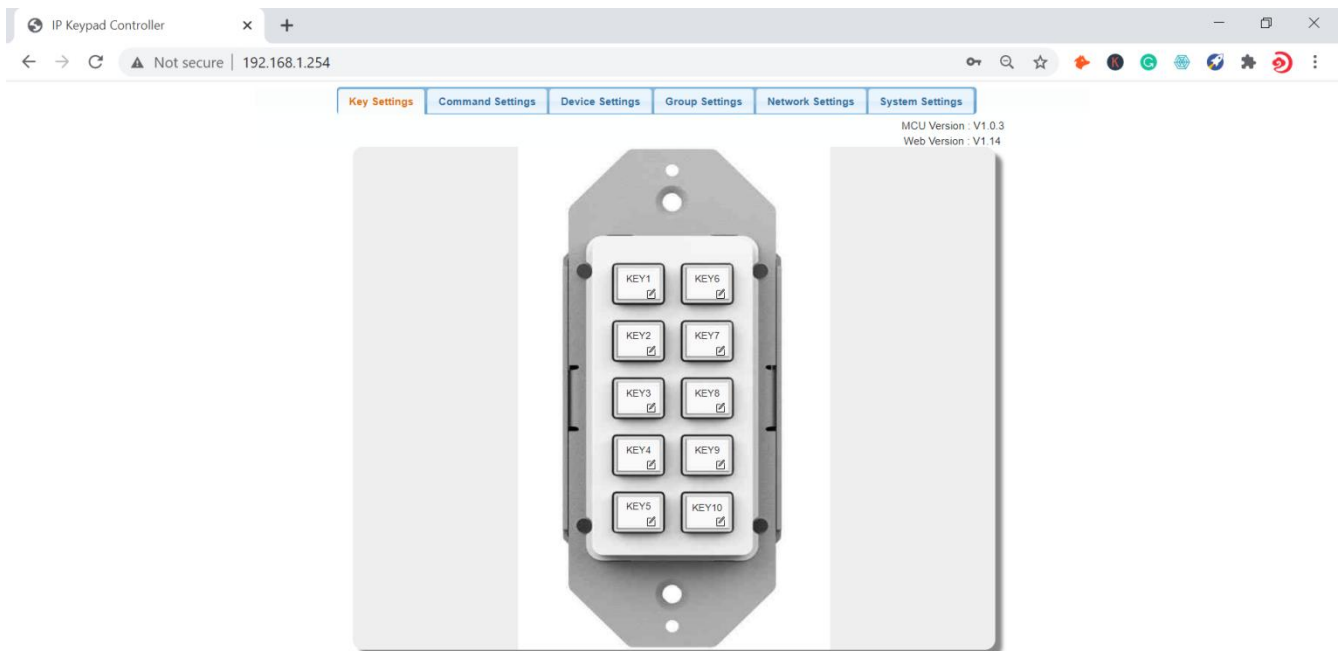 IP Keypad Controller
Not secure | 192.168.1.254
Key Settings Command Settings Device Settings Group Settings Network Settings System Settings
MCU Version : V1.0.3
Web Version : V1.14
KEY1 KEY6
KEY2 KEY7
KEY3 KEY8
KEY4 KEY9
KEY5 KEY10